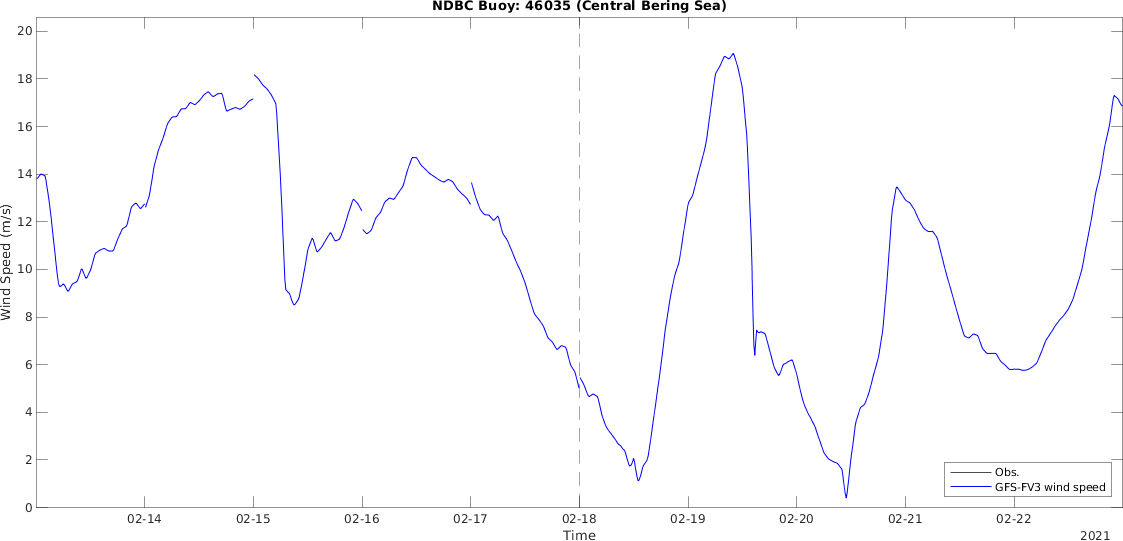 NDBC Buoy: 46035 (Central Bering Sea)
20
18
16
14
12
10
8
6
4
2
0
Wind Speed (m/s)
02-14 02-15 02-16 02-17 02-18 02-19 02-20 02-21 02-22
Time
2021
Obs.
GFS-FV3 wind speed